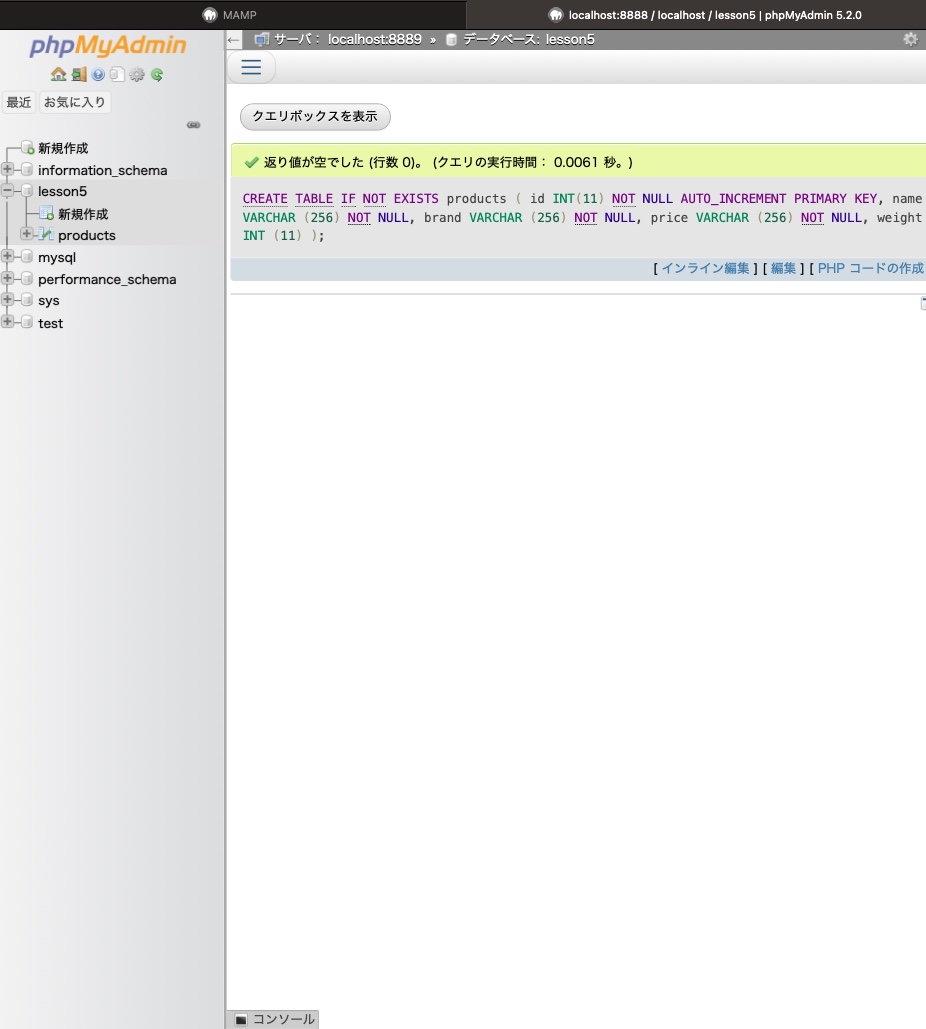 MAMP
localhost:8888 / localhost / lesson5 | phpMyAdmin 5.2.0
phpMyAdmin
最近 お気に入り
新規作成
information_schema
lesson5
新規作成
products
mysql
performance_schema
sys
test
サーバ: localhost:8889 » データベース: lesson5
クエリボックスを表示
返り値が空でした (行数 0)。 (クエリの実行時間: 0.0061 秒。)
CREATE TABLE IF NOT EXISTS products ( id INT(11) NOT NULL AUTO_INCREMENT PRIMARY KEY, name
VARCHAR (256) NOT NULL, brand VARCHAR (256) NOT NULL, price VARCHAR (256) NOT NULL, weight
INT (11) );
[ インライン編集 ] [ 編集 ] [ PHP コードの作成
コンソール